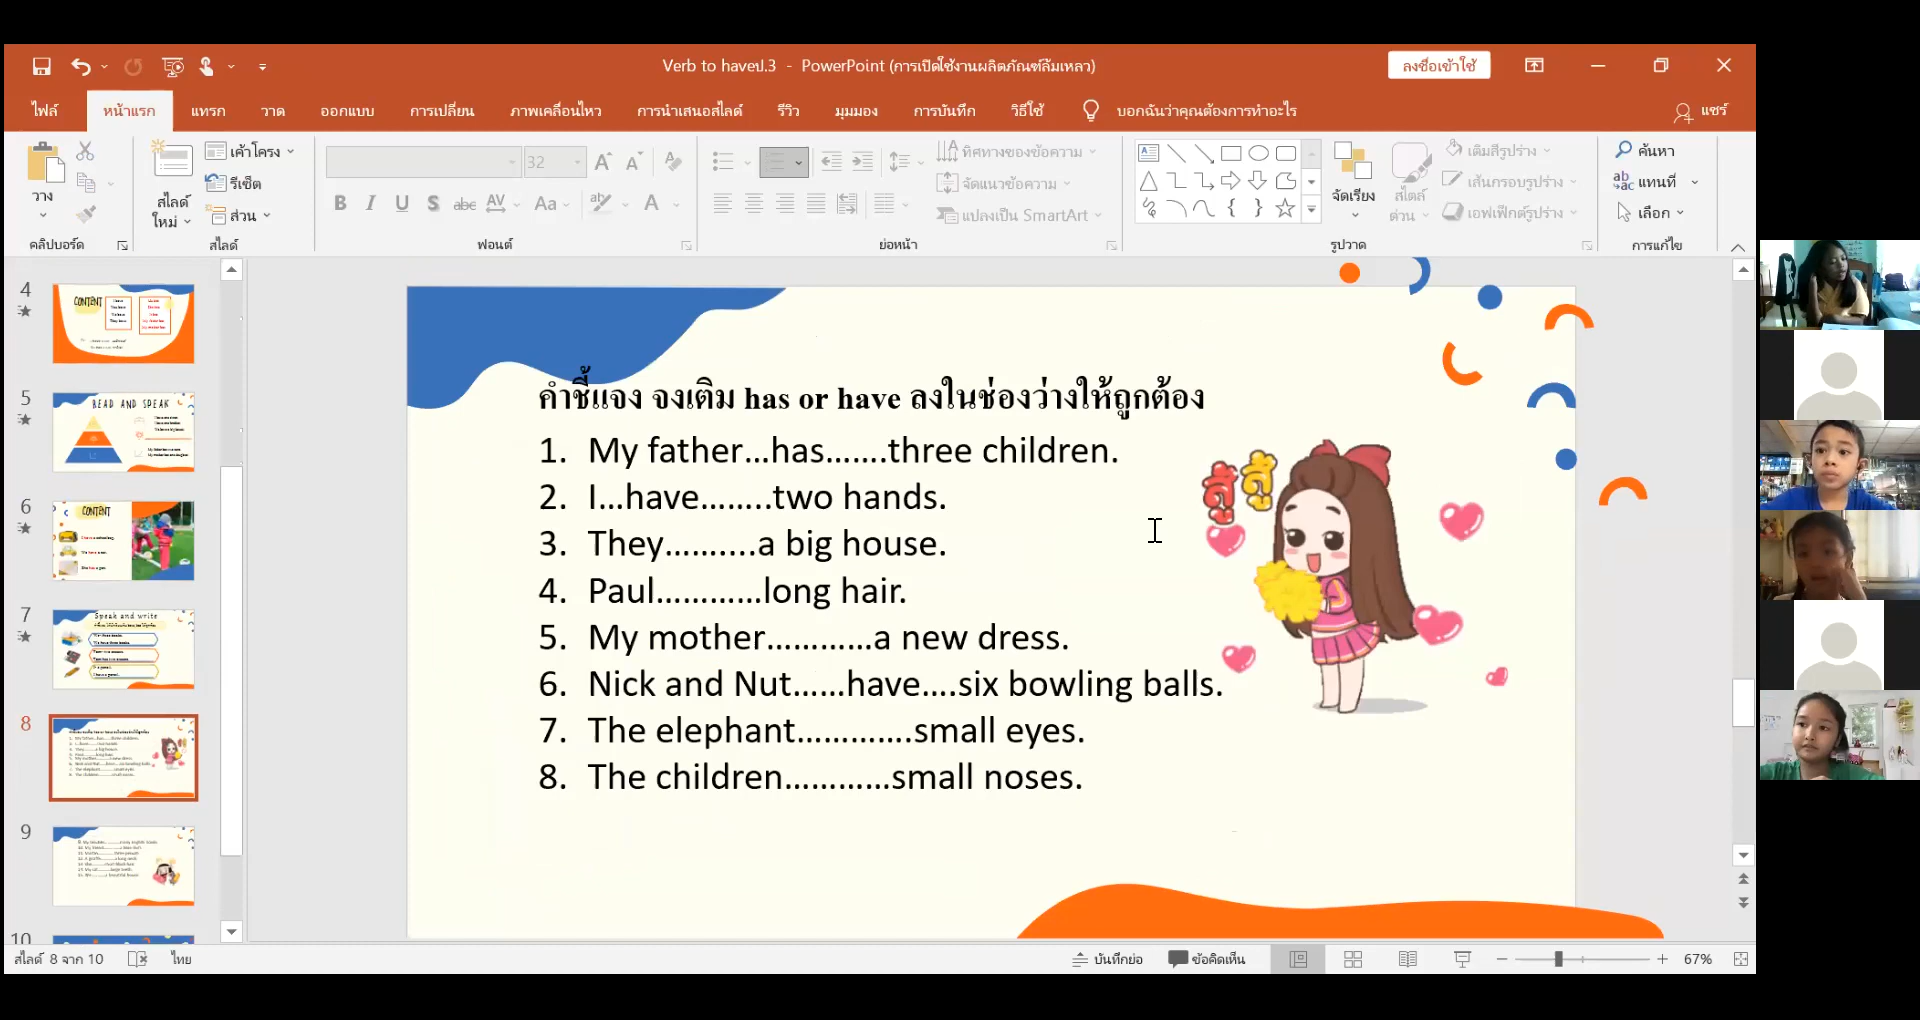 Verb to haveป.3 - PowerPoint (การเปิดใช้งานผลิตภัณฑ์ล้มเหลว)
ลงชื่อเข้าใช้
ไฟล์ หน้าแรก แทรก วาด ออกแบบ การเปลี่ยน ภาพเคลื่อนไหว การนำเสนอสไลด์ รีวิว มุมมอง การบันทึก วิธีใช้ บอกฉันว่าคุณต้องการทำอะไร แชร์
วาง
คลิปบอร์ด
สไลด์ใหม่
เค้าโครง
รีเซ็ต
ส่วน
สไลด์
32
B I U S abc AV Aa A
ฟอนต์
ทิศทางของข้อความ
จัดแนวข้อความ
แปลงเป็น SmartArt
ย่อหน้า
จัดเรียง
สไตล์ด่วน
เติมสีรูปร่าง
เส้นกรอบรูปร่าง
เอฟเฟ็กต์รูปร่าง
รูปวาด
ค้นหา
แทนที่
เลือก
การแก้ไข
4
CONTENT
5
READ AND SPEAK
6
CONTENT
7
Speak and write
8
9
10
คำชี้แจง จงเติม has or have ลงในช่องว่างให้ถูกต้อง
1. My father...has.......three children.
2. I...have........two hands.
3. They..........a big house.
4. Paul............long hair.
5. My mother............a new dress.
6. Nick and Nut......have....six bowling balls.
7. The elephant.............small eyes.
8. The children............small noses.
สู้ สู้
สไลด์ 8 จาก 10 ไทย บันทึกย่อ ข้อคิดเห็น 67%